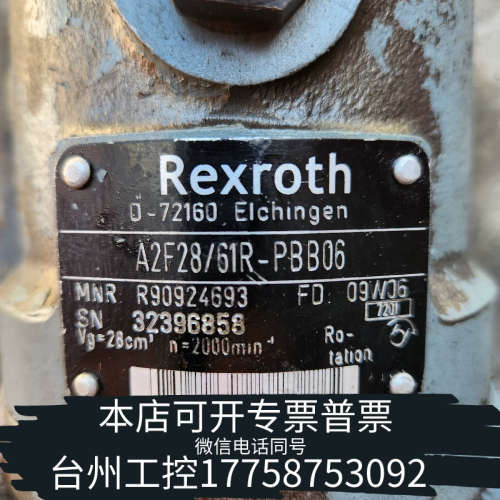 Rexroth
D-72160 Elchingen
A2F28/61R-PBB06
MNR R90924693 FD 09W06
SN 32396858 7201
Vg=28cm³ n=2000min⁻¹ Ro-
tation
本店可开专票普票
微信电话同号
台州工控17758753092